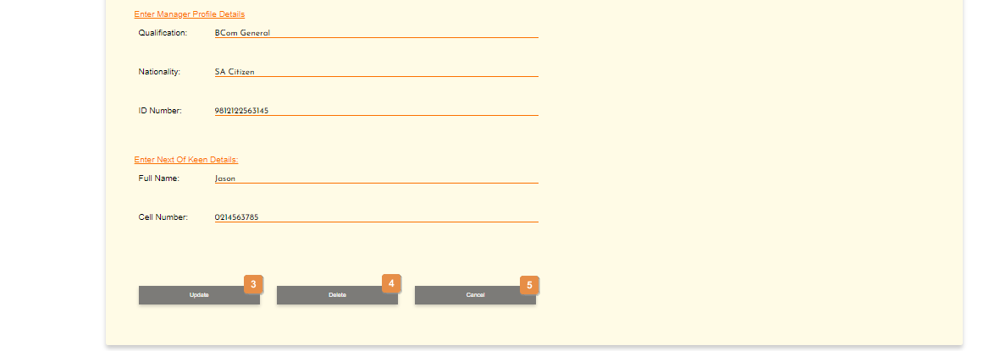 Enter Manager Profile Details
Qualification: BCom General
Nationality: SA Citizen
ID Number: 9812122563145
Enter Next Of Keen Details:
Full Name: Jason
Cell Number: 0214563785
3 4 5
Update Delete Cancel